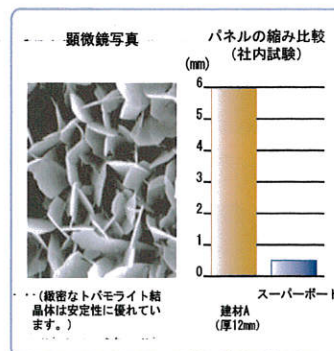 顕微鏡写真
(緻密なトバモライト結
晶体は安定性に優れてい
ます。)
パネルの縮み比較
(社内試験)
(mm)
6
5
4
3
2
1
0
建材A
(厚12mm)
スーパーボード